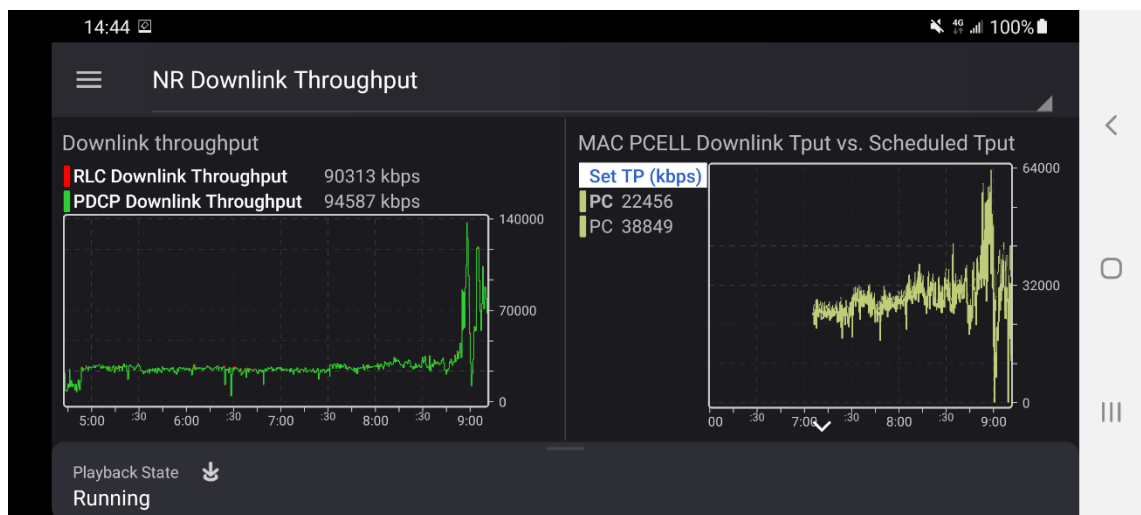 14:44 4G 100%
NR Downlink Throughput
Downlink throughput
RLC Downlink Throughput 90313 kbps
PDCP Downlink Throughput 94587 kbps
140000
70000
0
5:00 :30 6:00 :30 7:00 :30 8:00 :30 9:00
MAC PCELL Downlink Tput vs. Scheduled Tput
Set TP (kbps)
PC 22456
PC 38849
64000
32000
0
00 :30 7:00 :30 8:00 :30 9:00
Playback State
Running